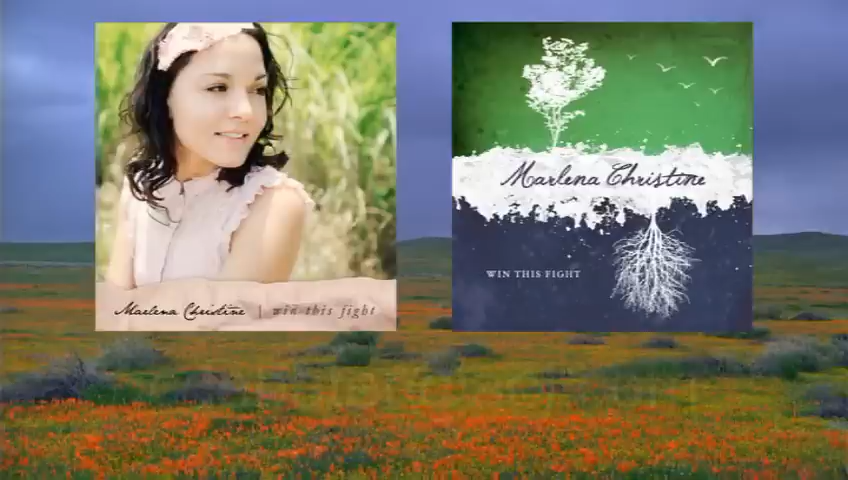 Marlena Christine | win this fight
Marlena Christine
WIN THIS FIGHT